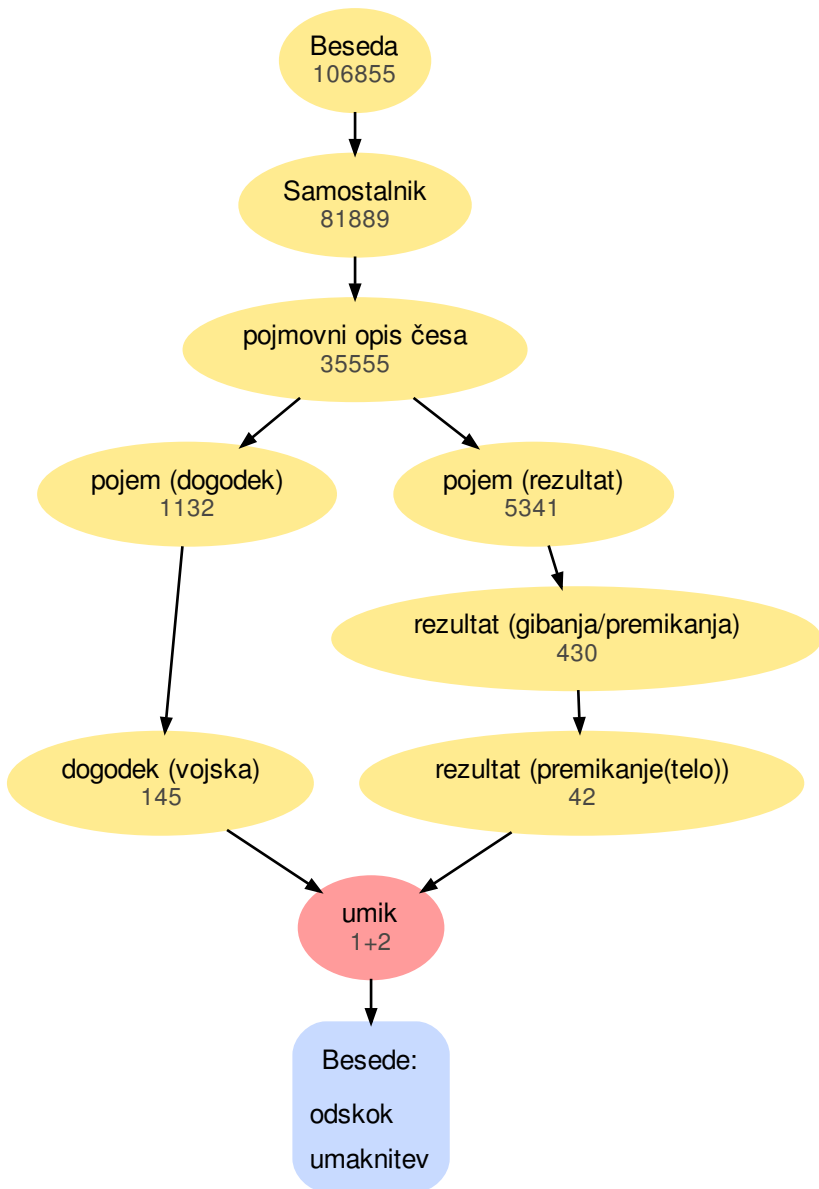 Beseda
106855
Samostalnik
81889
pojmovni opis česa
35555
pojem (dogodek)
1132
pojem (rezultat)
5341
rezultat (gibanja/premikanja)
430
dogodek (vojska)
145
rezultat (premikanje(telo))
42
umik
1+2
Besede:
odskok
umaknitev